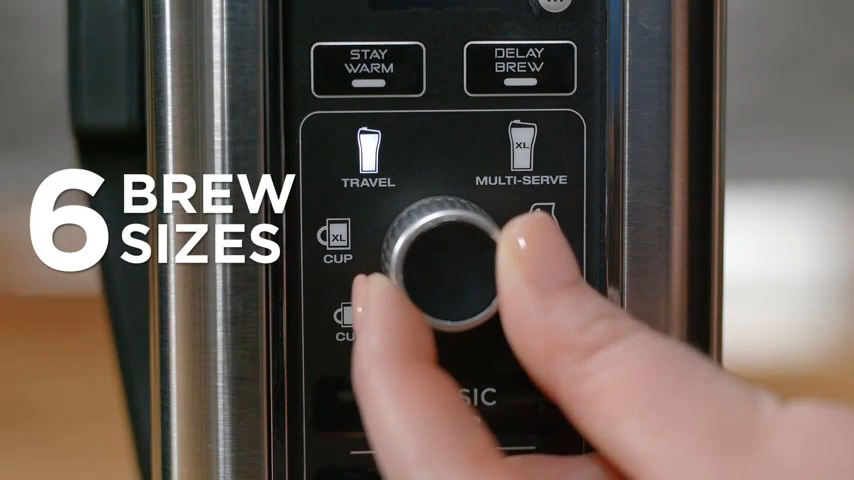 STAY
WARM
DELAY
BREW
XL
TRAVEL
MULTI-SERVE
6 BREW
SIZES
XL
CUP